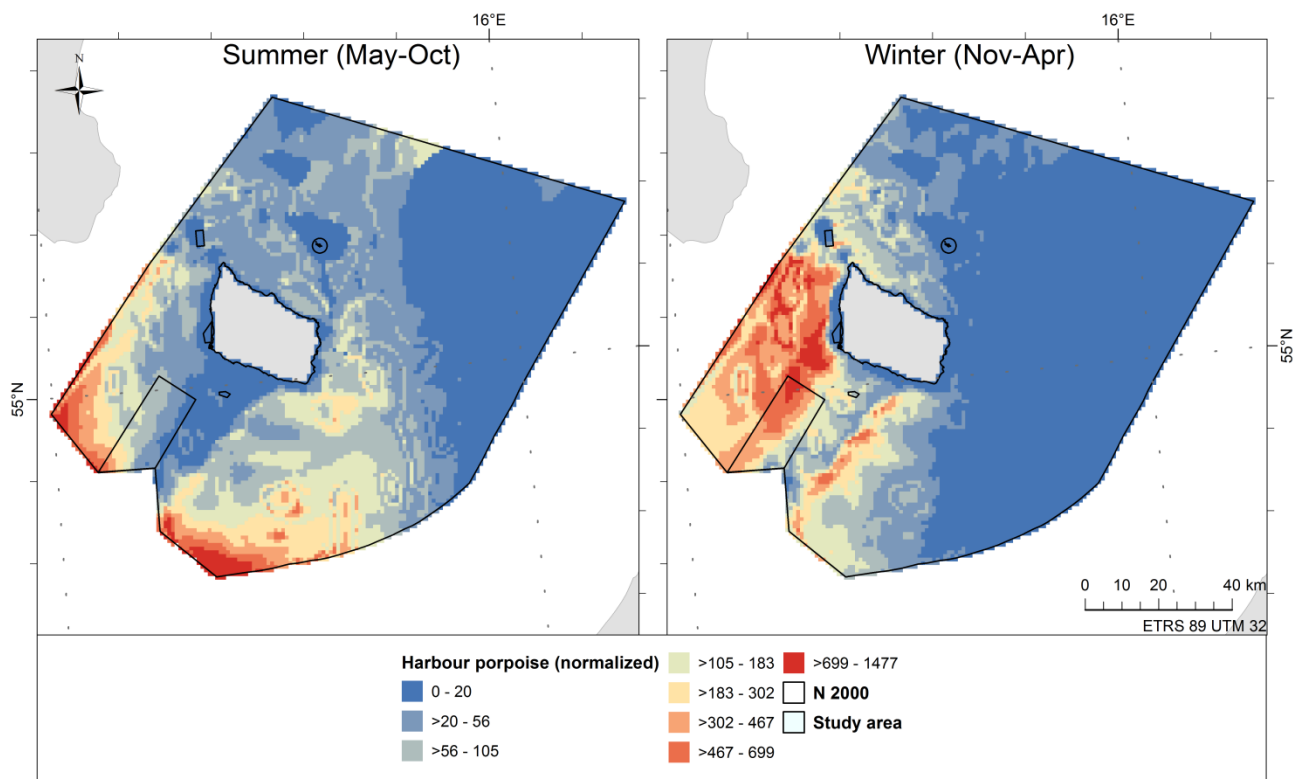 16°E
16°E
Summer (May-Oct)
Winter (Nov-Apr)
N
55°N
55°N
0 10 20 40 km
ETRS 89 UTM 32
Harbour porpoise (normalized)
0 - 20
>20 - 56
>56 - 105
>105 - 183
>183 - 302
>302 - 467
>467 - 699
>699 - 1477
N 2000
Study area